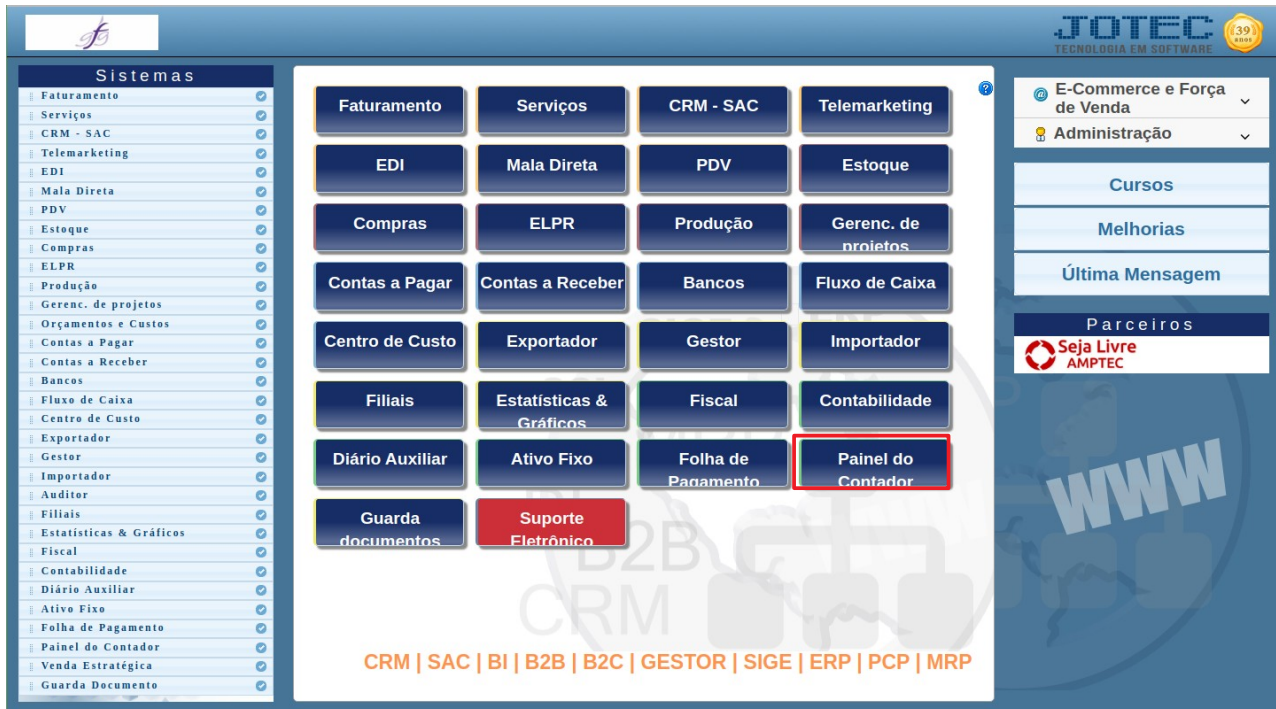 JOTEC
TECNOLOGIA EM SOFTWARE
39
anos
Sistemas
Faturamento
Serviços
CRM - SAC
Telemarketing
EDI
Mala Direta
PDV
Estoque
Compras
ELPR
Produção
Gerenc. de projetos
Orçamentos e Custos
Contas a Pagar
Contas a Receber
Bancos
Fluxo de Caixa
Centro de Custo
Exportador
Gestor
Importador
Auditor
Filiais
Estatísticas & Gráficos
Fiscal
Contabilidade
Diário Auxiliar
Ativo Fixo
Folha de Pagamento
Painel do Contador
Venda Estratégica
Guarda Documento
Faturamento
Serviços
CRM - SAC
Telemarketing
EDI
Mala Direta
PDV
Estoque
Compras
ELPR
Produção
Gerenc. de
projetos
Contas a Pagar
Contas a Receber
Bancos
Fluxo de Caixa
Centro de Custo
Exportador
Gestor
Importador
Filiais
Estatísticas &
Gráficos
Fiscal
Contabilidade
Diário Auxiliar
Ativo Fixo
Folha de
Pagamento
Painel do
Contador
Guarda
documentos
Suporte
Eletrônico
B2B
CRM
CRM | SAC | BI | B2B | B2C | GESTOR | SIGE | ERP | PCP | MRP
E-Commerce e Força
de Venda
Administração
Cursos
Melhorias
Última Mensagem
Parceiros
Seja Livre
AMPTEC
WWW